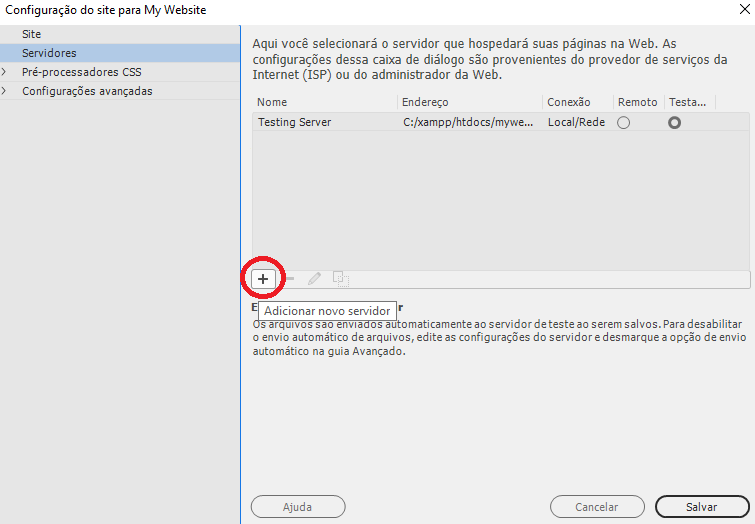 Configuração do site para My Website
Site
Servidores
Pré-processadores CSS
Configurações avançadas
Aqui você selecionará o servidor que hospedará suas páginas na Web. As
configurações dessa caixa de diálogo são provenientes do provedor de serviços da
Internet (ISP) ou do administrador da Web.
Nome Endereço Conexão Remoto Testa...
Testing Server C:/xampp/htdocs/mywe... Local/Rede
Adicionar novo servidor
Os arquivos são enviados automaticamente ao servidor de teste ao serem salvos. Para desabilitar
o envio automático de arquivos, edite as configurações do servidor e desmarque a opção de envio
automático na guia Avançado.
Ajuda Cancelar Salvar